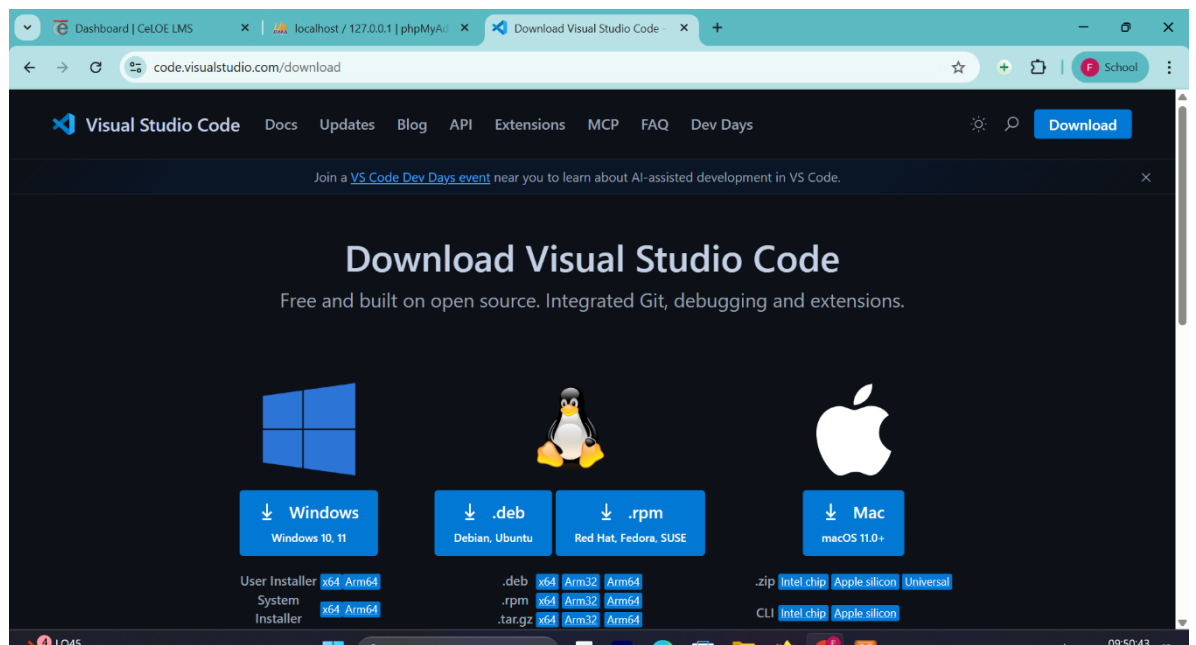 Dashboard | CeLOE LMS
localhost / 127.0.0.1 | phpMyAd
Download Visual Studio Code -
code.visualstudio.com/download
F School
Visual Studio Code Docs Updates Blog API Extensions MCP FAQ Dev Days Download
Join a VS Code Dev Days event near you to learn about AI-assisted development in VS Code.
Download Visual Studio Code
Free and built on open source. Integrated Git, debugging and extensions.
Windows
Windows 10, 11
.deb
Debian, Ubuntu
.rpm
Red Hat, Fedora, SUSE
Mac
macOS 11.0+
User Installer x64 Arm64
System
Installer x64 Arm64
.deb x64 Arm32 Arm64
.rpm x64 Arm32 Arm64
.tar.gz x64 Arm32 Arm64
.zip Intel chip Apple silicon Universal
CLI Intel chip Apple silicon
4
09:50:43